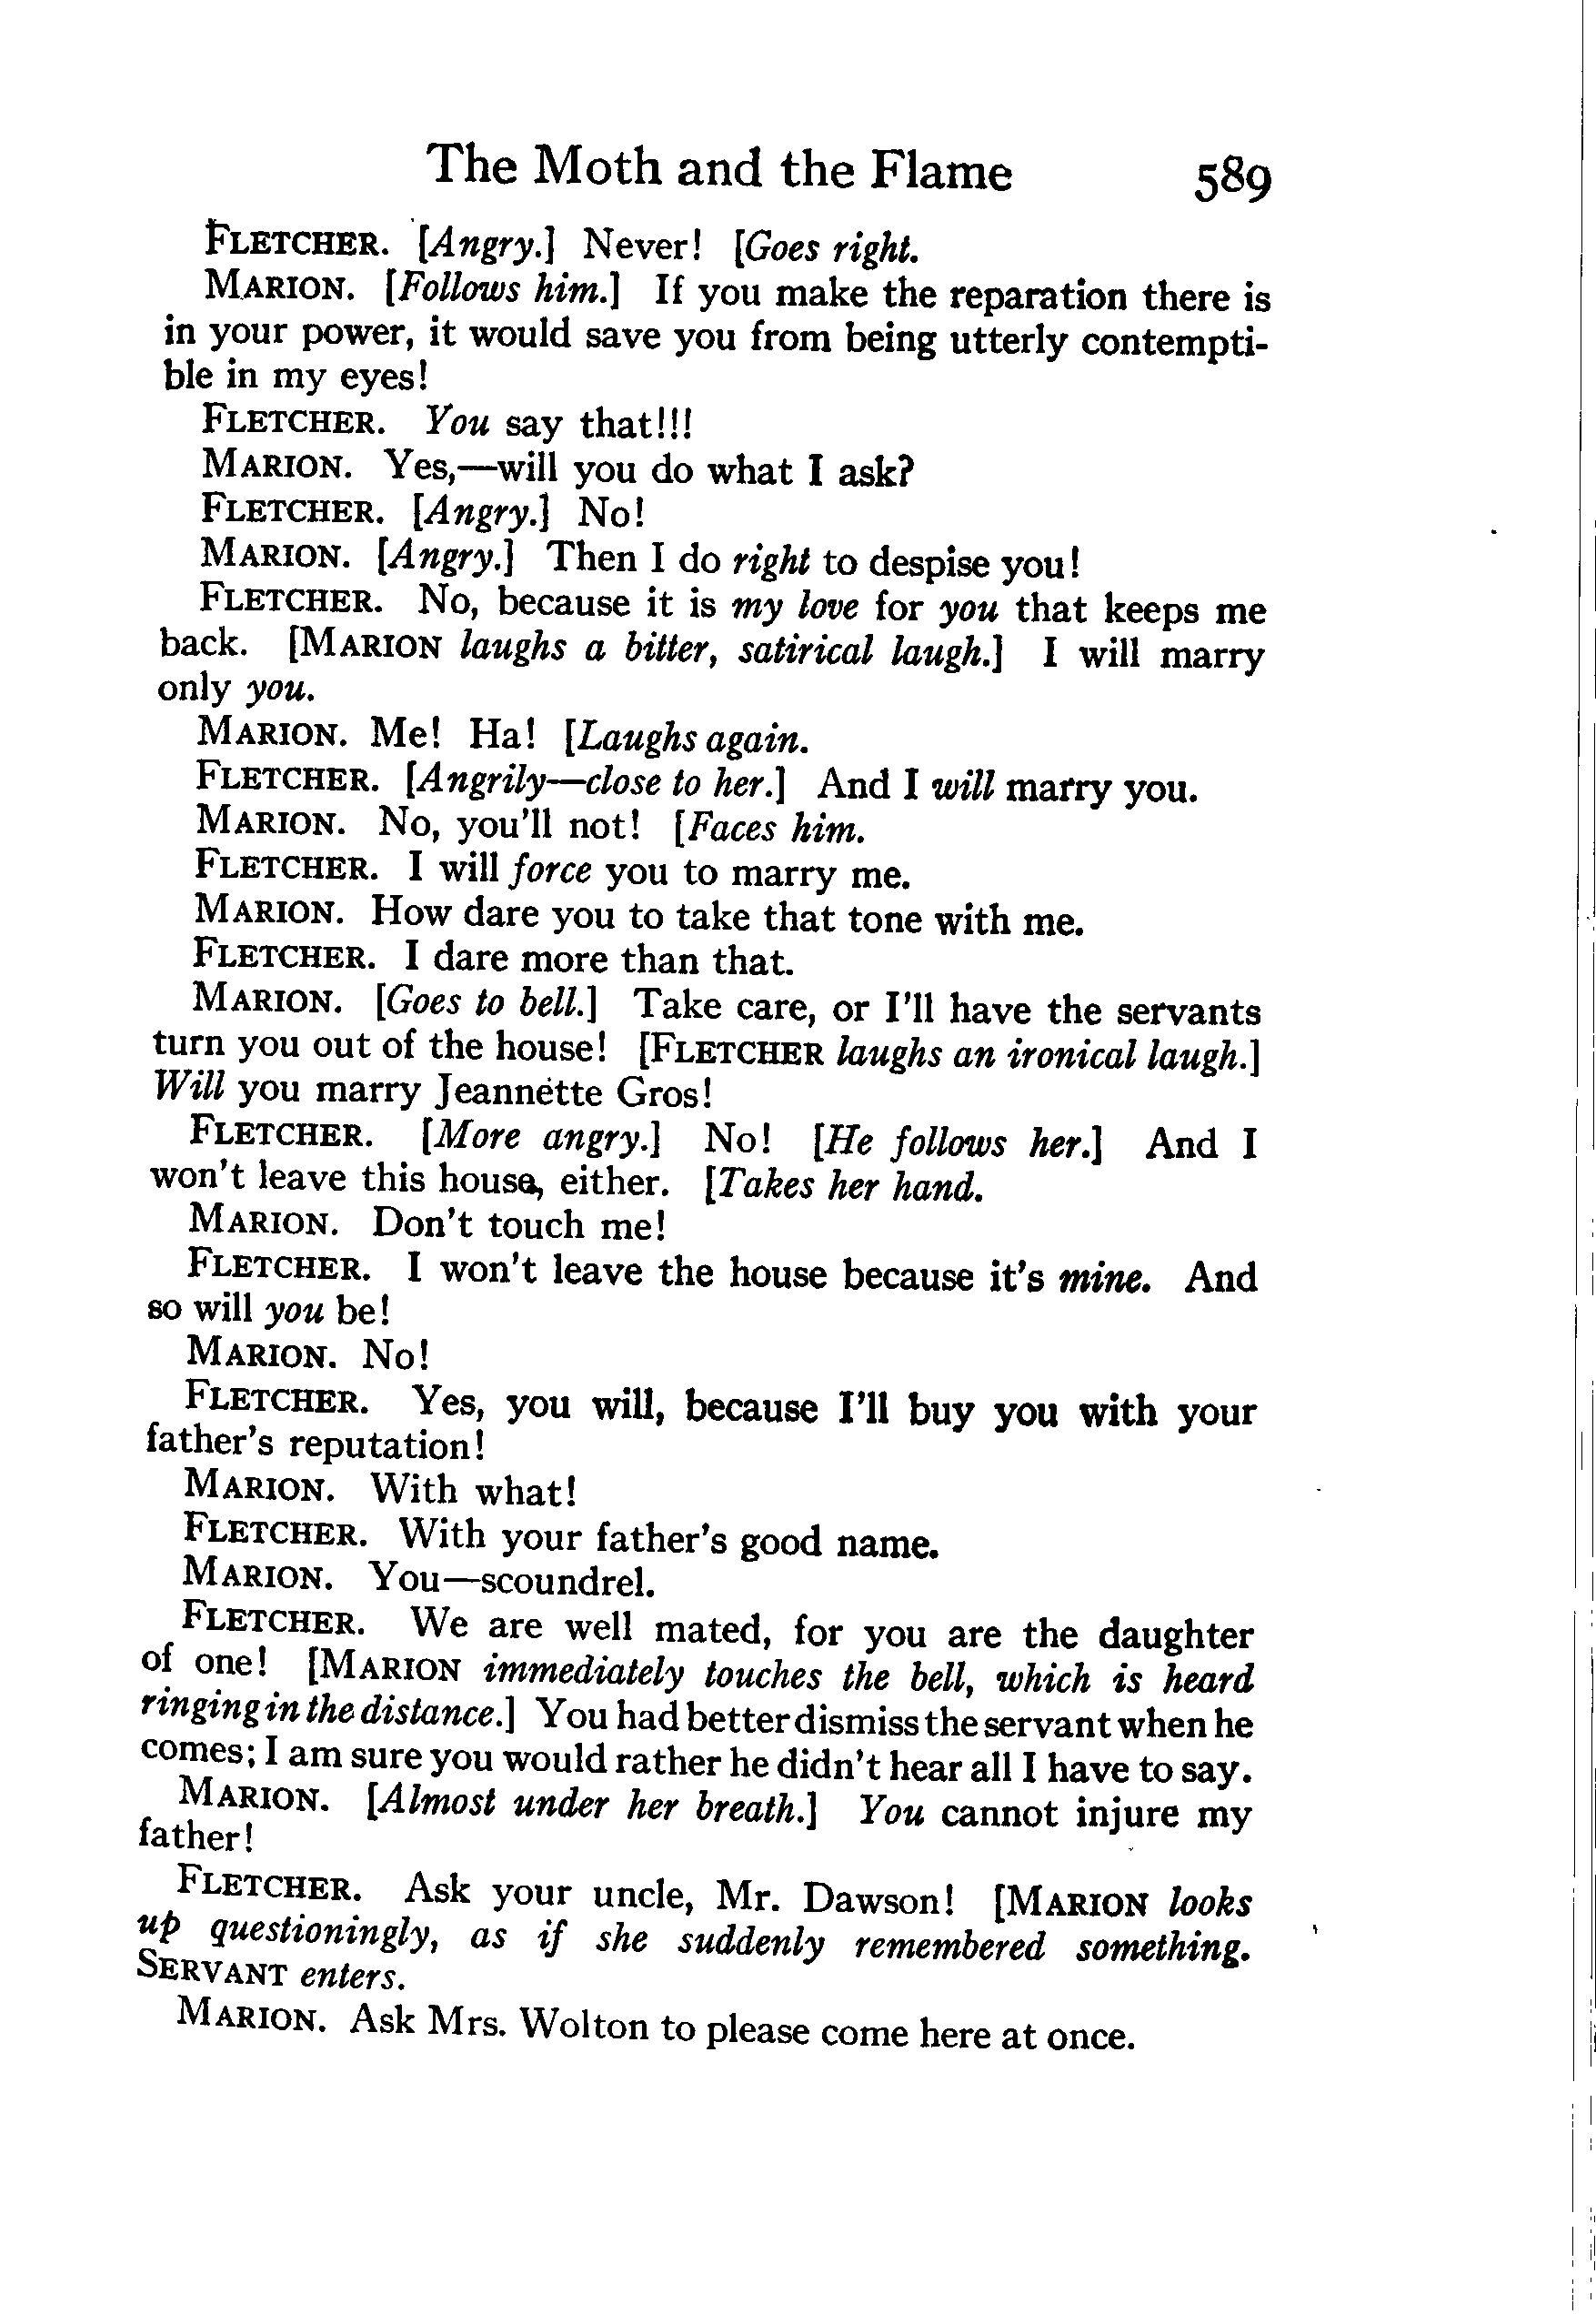 The Moth and the Flame 589
FLETCHER. [Angry.] Never! [Goes right.
MARION. [Follows him.] If you make the reparation there is
in your power, it would save you from being utterly contempti-
ble in my eyes!
FLETCHER. You say that!!!
MARION. Yes,—will you do what I ask?
FLETCHER. [Angry.] No!
MARION. [Angry.] Then I do right to despise you!
FLETCHER. No, because it is my love for you that keeps me
back. [MARION laughs a bitter, satirical laugh.] I will marry
only you.
MARION. Me! Ha! [Laughs again.
FLETCHER. [Angrily—close to her.] And I will marry you.
MARION. No, you'll not! [Faces him.
FLETCHER. I will force you to marry me.
MARION. How dare you to take that tone with me.
FLETCHER. I dare more than that.
MARION. [Goes to bell.] Take care, or I'll have the servants
turn you out of the house! [FLETCHER laughs an ironical laugh.]
Will you marry Jeannette Gros!
FLETCHER. [More angry.] No! [He follows her.] And I
won't leave this house, either. [Takes her hand.
MARION. Don't touch me!
FLETCHER. I won't leave the house because it's mine. And
so will you be!
MARION. No!
FLETCHER. Yes, you will, because I'll buy you with your
father's reputation!
MARION. With what!
FLETCHER. With your father's good name.
MARION. You—scoundrel.
FLETCHER. We are well mated, for you are the daughter
of one! [MARION immediately touches the bell, which is heard
ringing in the distance.] You had better dismiss the servant when he
comes; I am sure you would rather he didn't hear all I have to say.
MARION. [Almost under her breath.] You cannot injure my
father!
FLETCHER. Ask your uncle, Mr. Dawson! [MARION looks
up questioningly, as if she suddenly remembered something.
SERVANT enters.
MARION. Ask Mrs. Wolton to please come here at once.